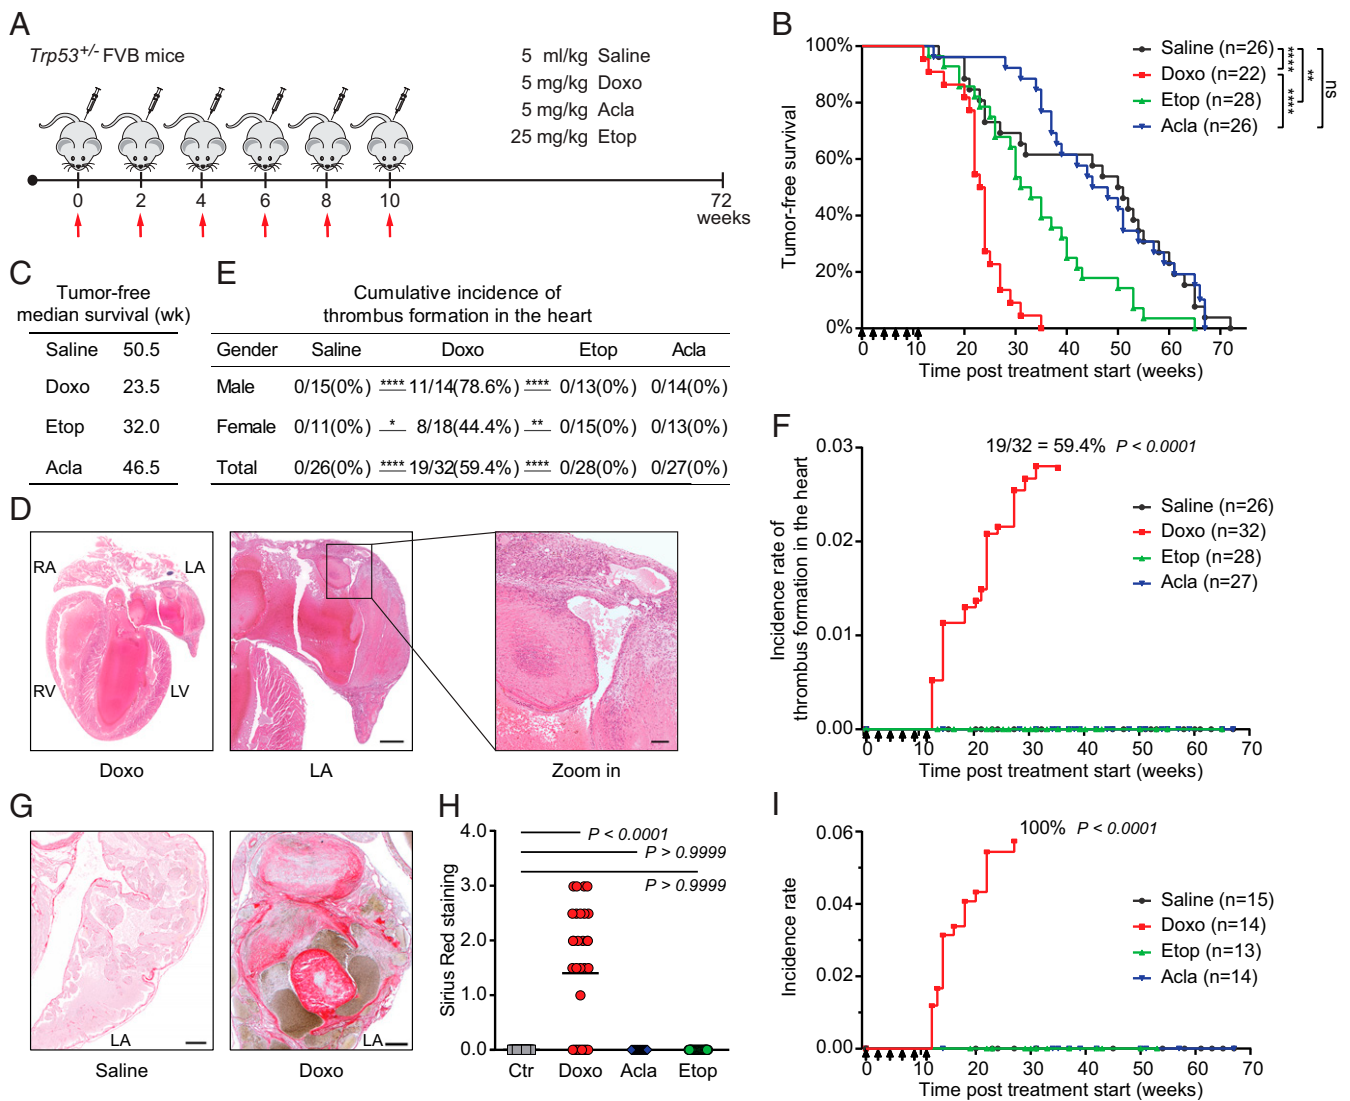 A
Trp53+/- FVB mice
5 ml/kg Saline
5 mg/kg Doxo
5 mg/kg Acla
25 mg/kg Etop
0 2 4 6 8 10 72
weeks
B
Tumor-free survival
100%
80%
60%
40%
20%
0%
0 10 20 30 40 50 60 70
Time post treatment start (weeks)
Saline (n=26)
Doxo (n=22)
Etop (n=28)
Acla (n=26)
****
****
**
ns
C
Tumor-free
median survival (wk)
Saline 50.5
Doxo 23.5
Etop 32.0
Acla 46.5
E
Cumulative incidence of
thrombus formation in the heart
Gender Saline Doxo Etop Acla
Male 0/15(0%) **** 11/14(78.6%) **** 0/13(0%) 0/14(0%)
Female 0/11(0%) * 8/18(44.4%) ** 0/15(0%) 0/13(0%)
Total 0/26(0%) **** 19/32(59.4%) **** 0/28(0%) 0/27(0%)
D
RA LA
RV LV
Doxo
LA
Zoom in
F
Incidence rate of
thrombus formation in the heart
0.03
0.02
0.01
0.00
19/32 = 59.4% P < 0.0001
Saline (n=26)
Doxo (n=32)
Etop (n=28)
Acla (n=27)
0 10 20 30 40 50 60 70
Time post treatment start (weeks)
G
LA
Saline
LA
Doxo
H
Sirius Red staining
4.0
3.0
2.0
1.0
0.0
P < 0.0001
P > 0.9999
P > 0.9999
Ctr Doxo Acla Etop
I
Incidence rate
0.06
0.04
0.02
0.00
100% P < 0.0001
Saline (n=15)
Doxo (n=14)
Etop (n=13)
Acla (n=14)
0 10 20 30 40 50 60 70
Time post treatment start (weeks)